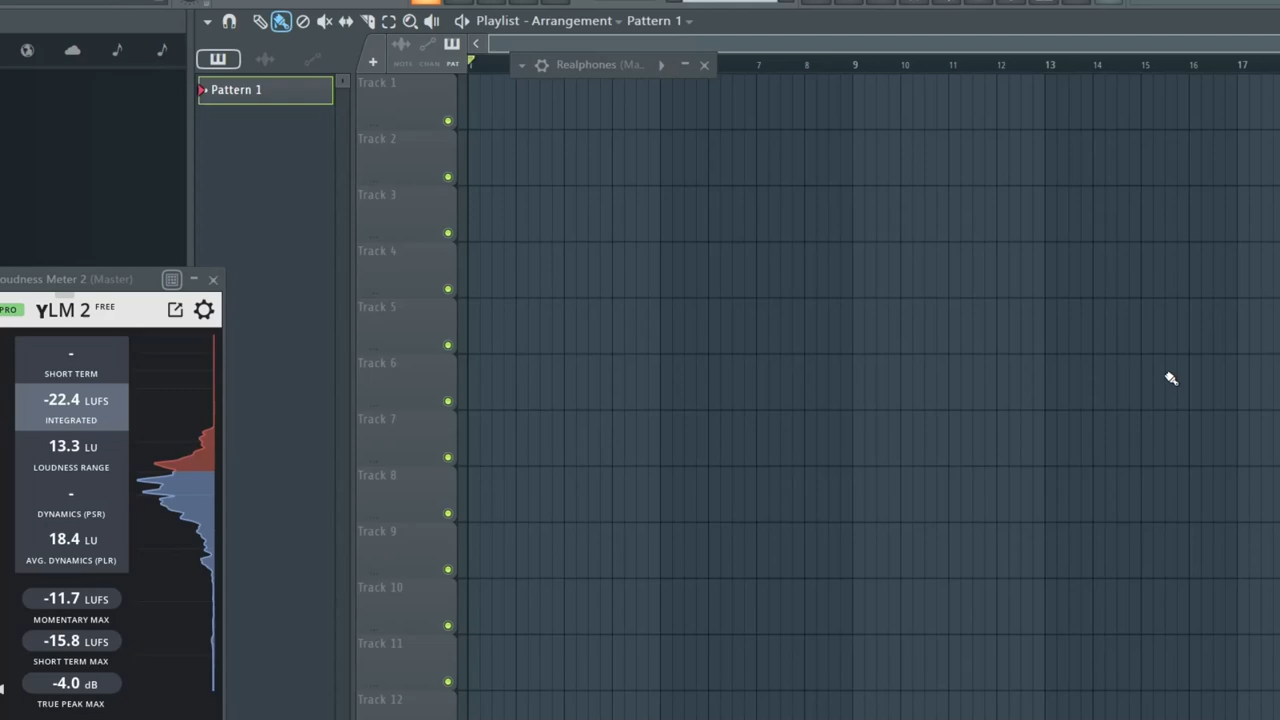 Playlist - Arrangement Pattern 1
NOTE CHAN PAT
Realphones (Ma...
7 8 9 10 11 12 13 14 15 16 17
Pattern 1
Track 1
Track 2
Track 3
Track 4
Track 5
Track 6
Track 7
Track 8
Track 9
Track 10
Track 11
Track 12
oudness Meter 2 (Master)
PRO YLM 2 FREE
-
SHORT TERM
-22.4 LUFS
INTEGRATED
13.3 LU
LOUDNESS RANGE
-
DYNAMICS (PSR)
18.4 LU
AVG. DYNAMICS (PLR)
-11.7 LUFS
MOMENTARY MAX
-15.8 LUFS
SHORT TERM MAX
-4.0 dB
TRUE PEAK MAX